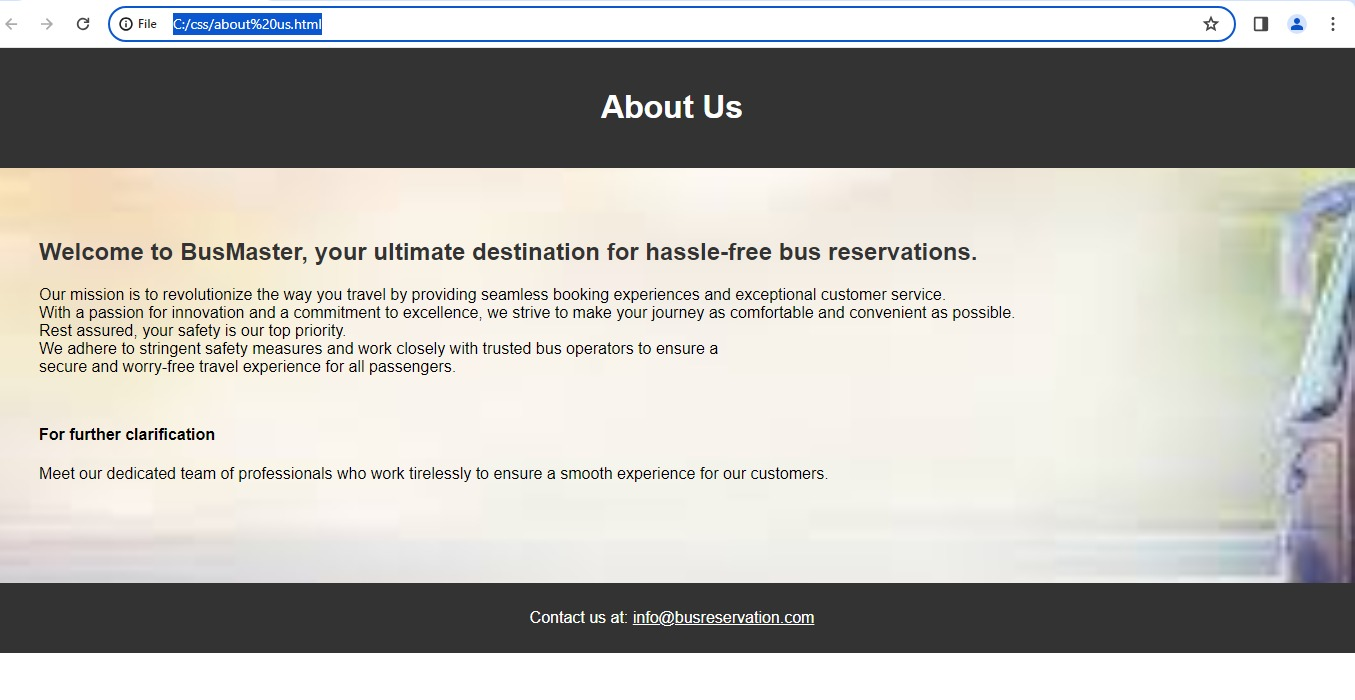 File C:/css/about%20us.html
About Us
Welcome to BusMaster, your ultimate destination for hassle-free bus reservations.
Our mission is to revolutionize the way you travel by providing seamless booking experiences and exceptional customer service.
With a passion for innovation and a commitment to excellence, we strive to make your journey as comfortable and convenient as possible.
Rest assured, your safety is our top priority.
We adhere to stringent safety measures and work closely with trusted bus operators to ensure a
secure and worry-free travel experience for all passengers.
For further clarification
Meet our dedicated team of professionals who work tirelessly to ensure a smooth experience for our customers.
Contact us at: info@busreservation.com